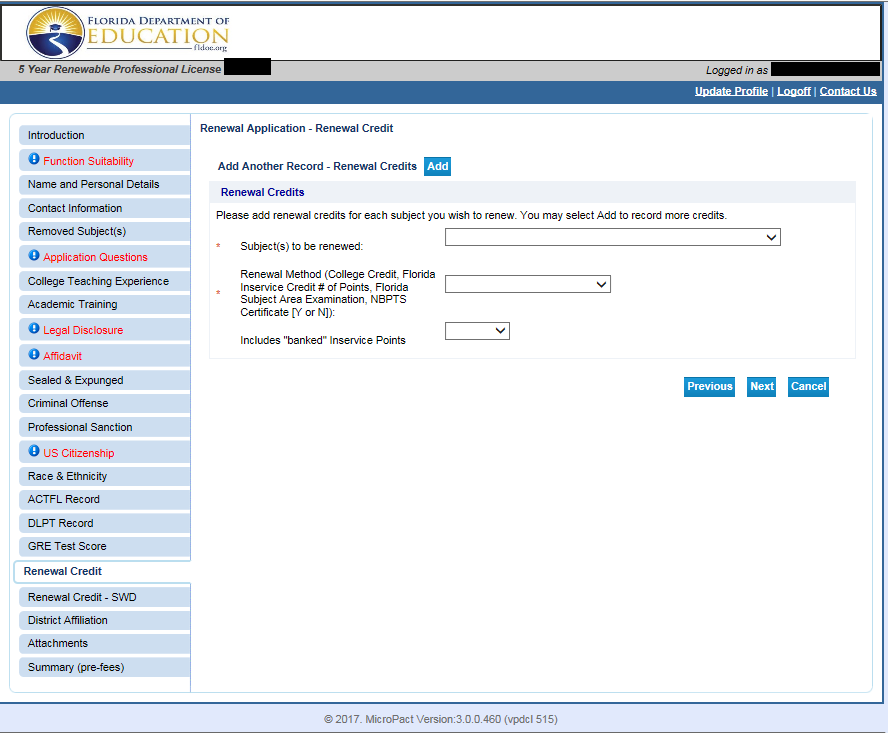 FLORIDA DEPARTMENT OF
EDUCATION
fldoe.org
5 Year Renewable Professional License
Logged in as
Update Profile | Logoff | Contact Us
Introduction
Function Suitability
Name and Personal Details
Contact Information
Removed Subject(s)
Application Questions
College Teaching Experience
Academic Training
Legal Disclosure
Affidavit
Sealed & Expunged
Criminal Offense
Professional Sanction
US Citizenship
Race & Ethnicity
ACTFL Record
DLPT Record
GRE Test Score
Renewal Credit
Renewal Credit - SWD
District Affiliation
Attachments
Summary (pre-fees)
Renewal Application - Renewal Credit
Add Another Record - Renewal Credits Add
Renewal Credits
Please add renewal credits for each subject you wish to renew. You may select Add to record more credits.
* Subject(s) to be renewed:
Renewal Method (College Credit, Florida
Inservice Credit # of Points, Florida
* Subject Area Examination, NBPTS
Certificate [Y or N]):
Includes "banked" Inservice Points
Previous Next Cancel
© 2017. MicroPact Version:3.0.0.460 (vpdcl 515)